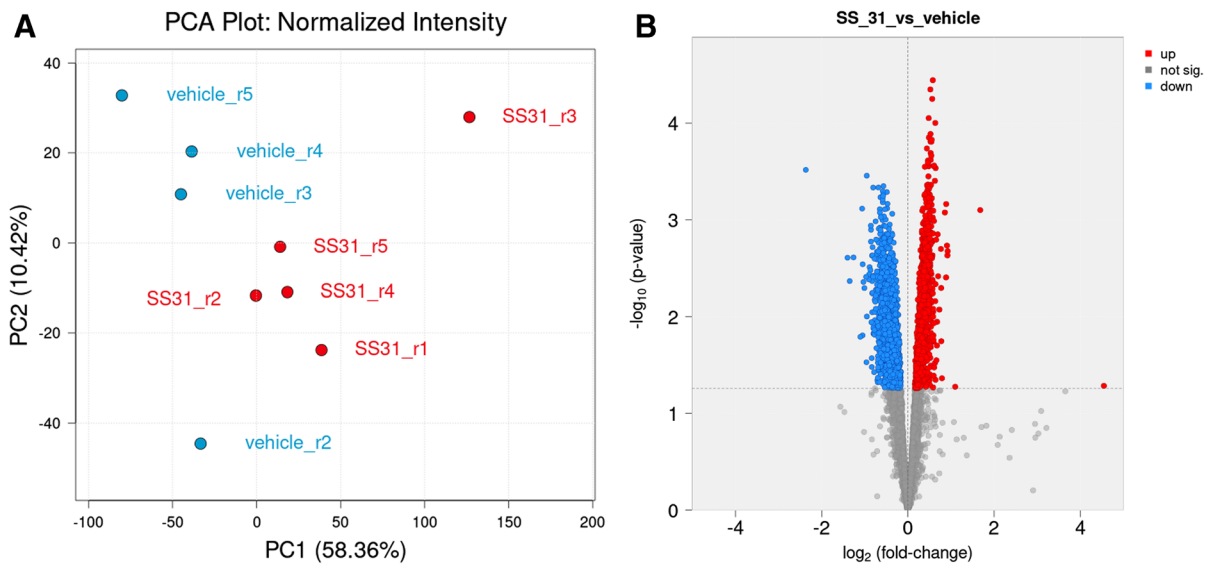 A
PCA Plot: Normalized Intensity
PC2 (10.42%)
40
20
0
-20
-40
vehicle_r5
SS31_r3
vehicle_r4
vehicle_r3
SS31_r5
SS31_r2
SS31_r4
SS31_r1
vehicle_r2
-100
-50
0
50
100
150
200
PC1 (58.36%)
B
SS_31_vs_vehicle
up
not sig.
down
-log10 (p-value)
4
3
2
1
0
-4
-2
0
2
4
log2 (fold-change)